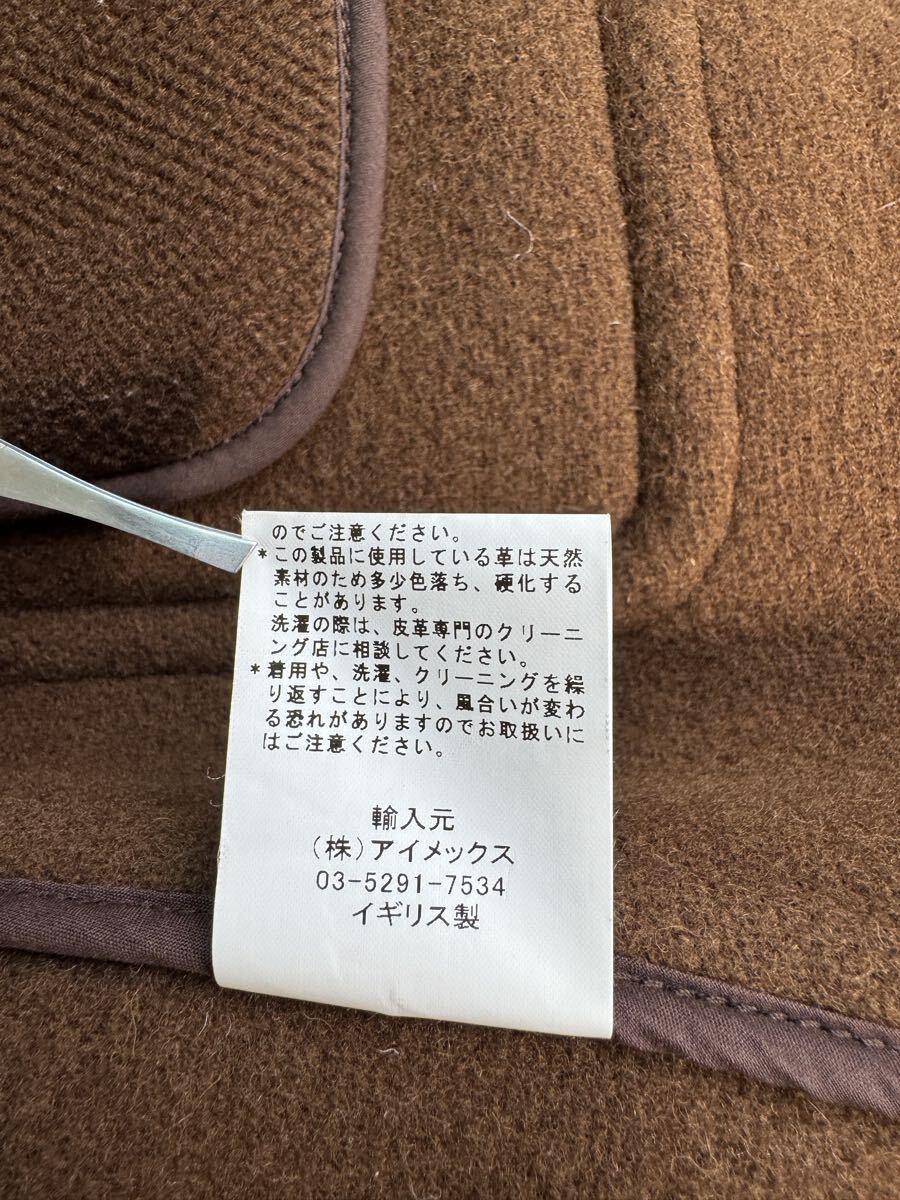 のでご注意ください。
*この製品に使用している革は天然
素材のため多少色落ち、硬化する
ことがあります。
洗濯の際は、皮革専門のクリーニ
ング店に相談してください。
*着用や、洗濯、クリーニングを繰
り返すことにより、風合いが変わ
る恐れがありますのでお取扱いに
はご注意ください。
輸入元
(株)アイメックス
03-5291-7534
イギリス製